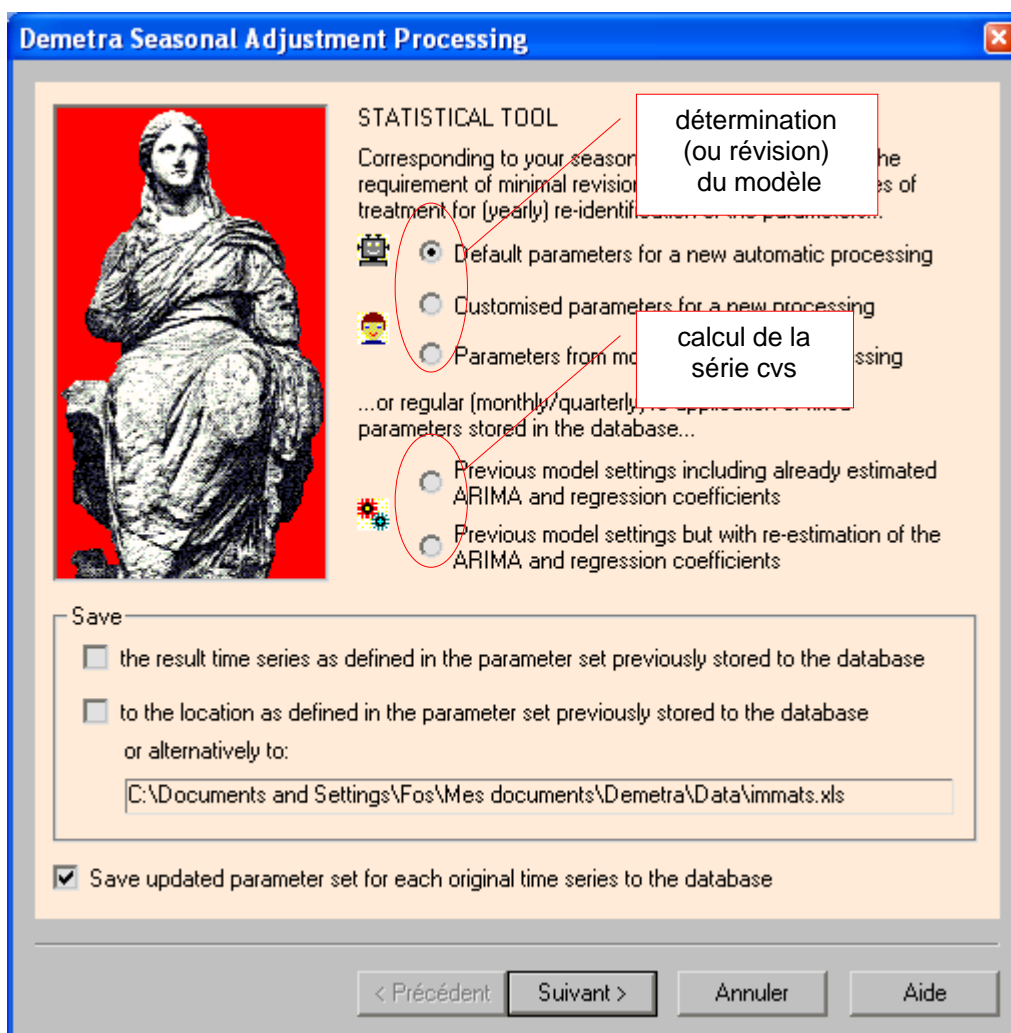 Demetra Seasonal Adjustment Processing
STATISTICAL TOOL
détermination
(ou révision)
du modèle
Corresponding to your season he
requirement of minimal revision es of
treatment for (yearly) re-identification of the parameters...
Default parameters for a new automatic processing
Customised parameters for a new processing
calcul de la
série cvs
Parameters from mo ssing
...or regular (monthly/quarterly)
parameters stored in the database...
Previous model settings including already estimated
ARIMA and regression coefficients
Previous model settings but with re-estimation of the
ARIMA and regression coefficients
Save
the result time series as defined in the parameter set previously stored to the database
to the location as defined in the parameter set previously stored to the database
or alternatively to:
C:\Documents and Settings\Fos\Mes documents\Demetra\Data\immats.xls
Save updated parameter set for each original time series to the database
< Précédent
Suivant >
Annuler
Aide